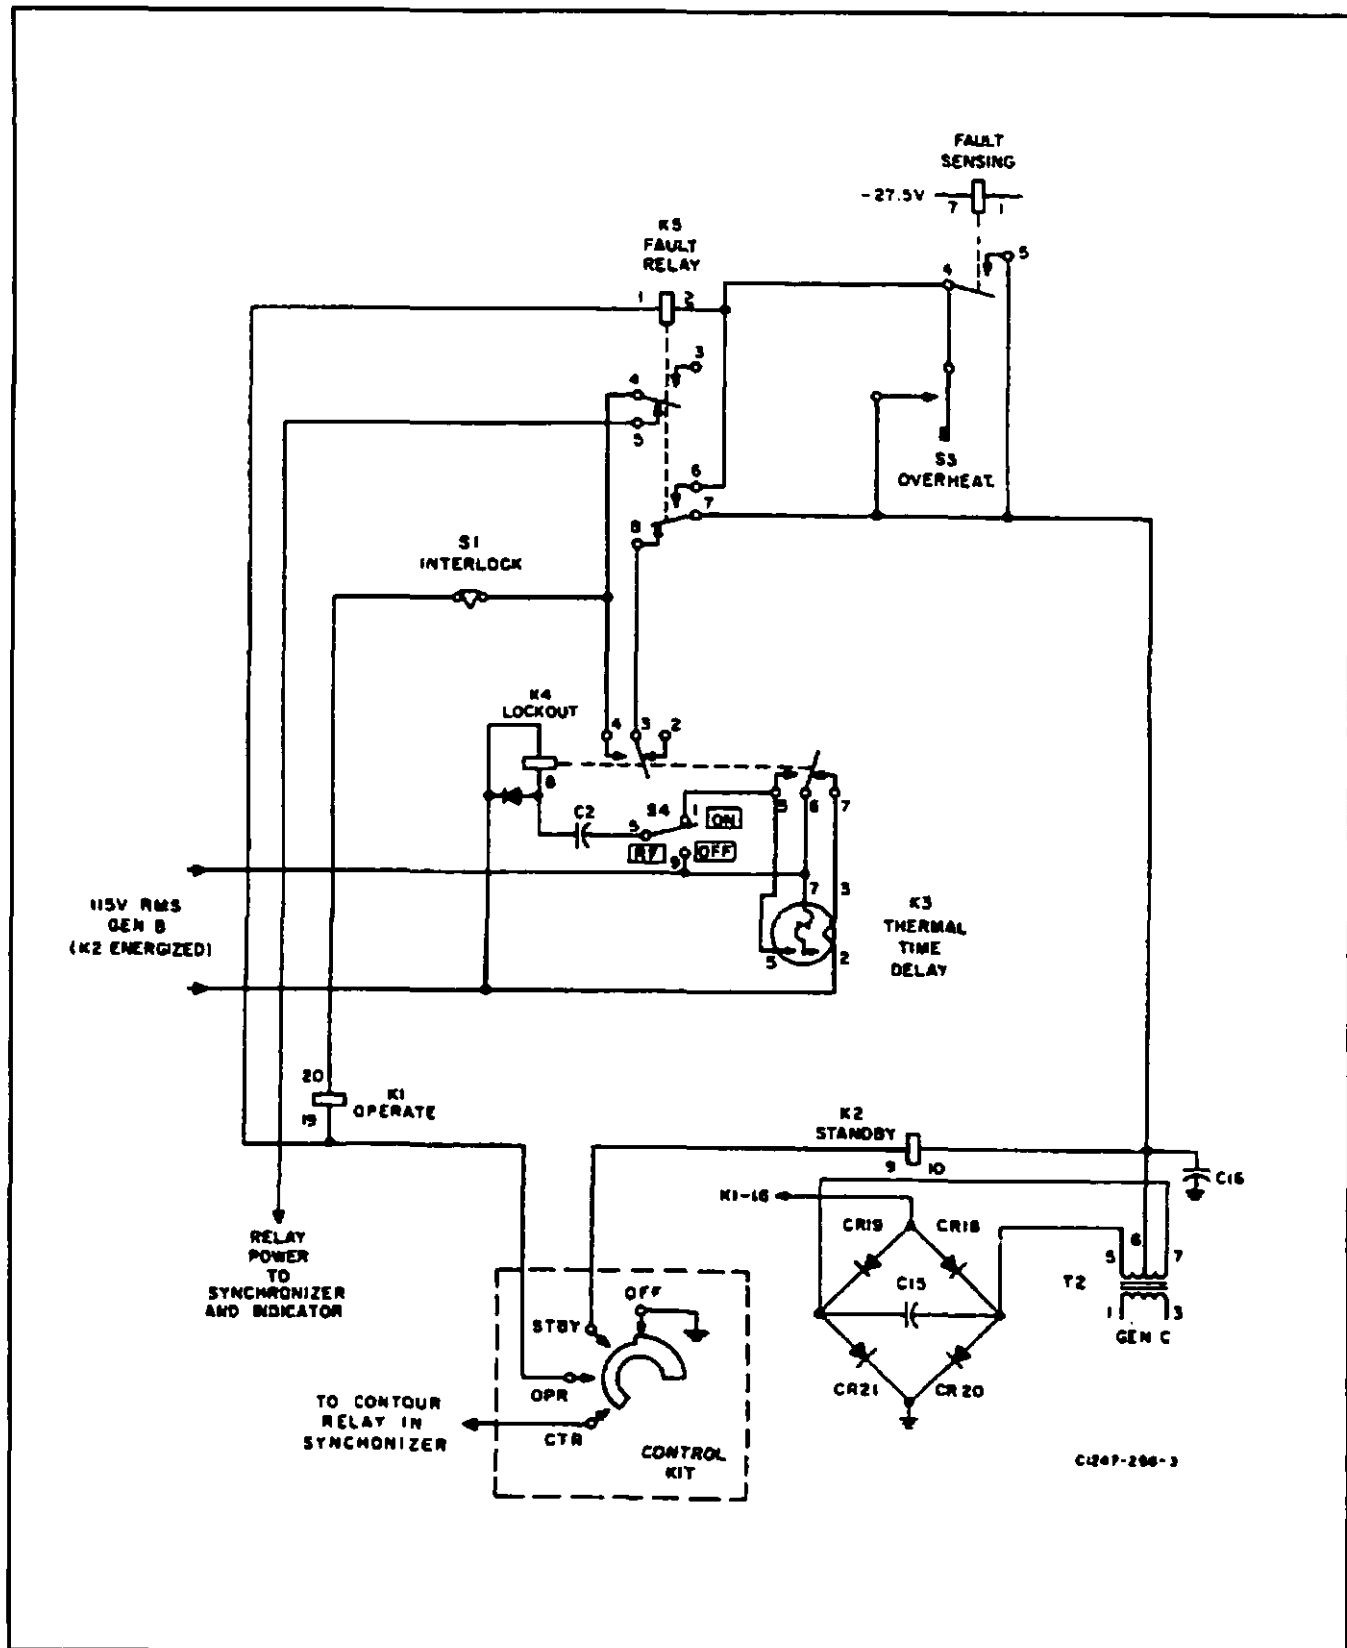 FAULT
SENSING
-27.5V
7
1
K5
FAULT
RELAY
5
4
1
2
3
4
5
S3
OVERHEAT
6
7
8
S1
INTERLOCK
K4
LOCKOUT
4
3
2
8
C2
S4
1
ON
5
6
7
5
RF
OFF
9
115V RMS
GEN B
(K2 ENERGIZED)
7
3
K3
THERMAL
TIME
DELAY
5
2
20
K1
OPERATE
19
K2
STANDBY
9
10
C16
K1-16
CR19
CR18
RELAY
POWER
TO
SYNCHRONIZER
AND INDICATOR
C15
5
6
7
T2
1
3
GEN C
CR21
CR20
OFF
STBY
OPR
CTR
TO CONTOUR
RELAY IN
SYNCHONIZER
CONTROL
KIT